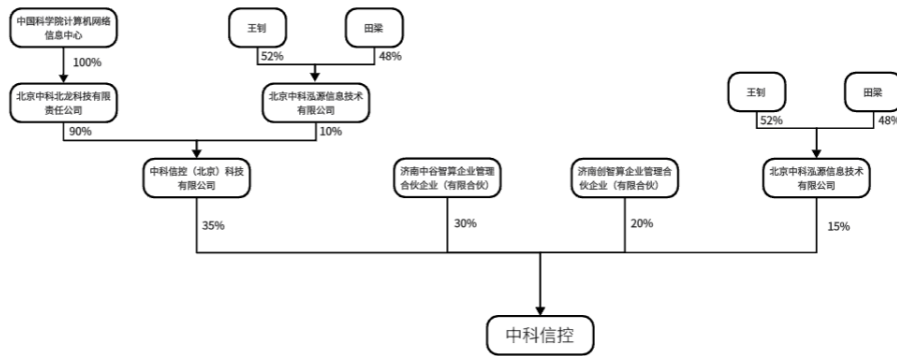 中国科学院计算机网络
信息中心
王钊
田梁
100%
52%
48%
北京中科北龙科技有限
责任公司
北京中科泓源信息技术
有限公司
王钊
田梁
90%
10%
52%
48%
中科信控（北京）科技
有限公司
济南中谷智算企业管理
合伙企业（有限合伙）
济南创智算企业管理合
伙企业（有限合伙）
北京中科泓源信息技术
有限公司
35%
30%
20%
15%
中科信控